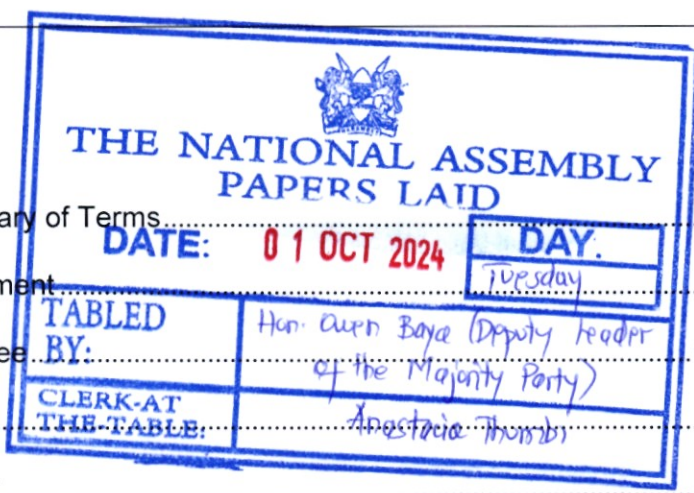 THE NATIONAL ASSEMBLY
PAPERS LAID
ary of Terms
DATE: 01 OCT 2024 DAY.
Tuesday
ment
TABLED BY: Hon. Owen Baya (Deputy Leader
of the Majority Party)
ee
CLERK-AT THE-TABLE: Anastacia Thumbi